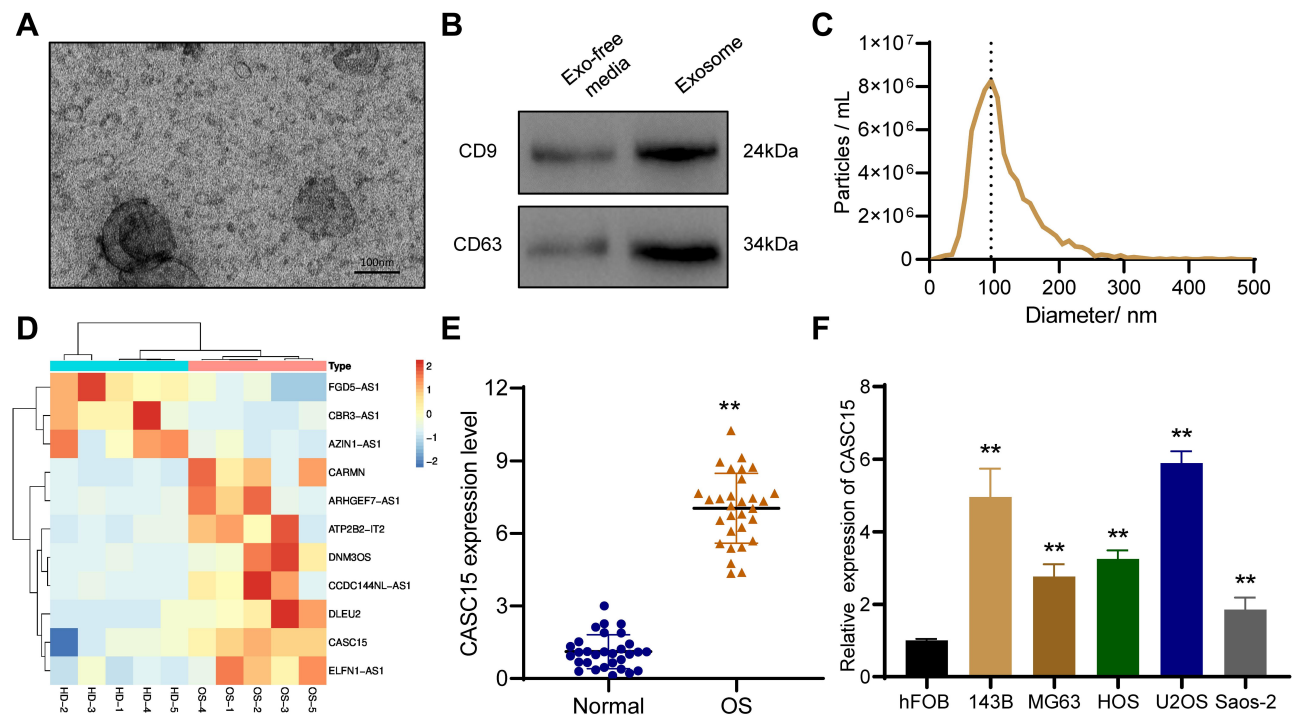 A
100nm
B
Exo-free
media
Exosome
CD9
24kDa
CD63
34kDa
C
Particles / mL
1×10⁷
8×10⁶
6×10⁶
4×10⁶
2×10⁶
0
0 100 200 300 400 500
Diameter/ nm
D
Type
2
1
0
−1
−2
FGD5−AS1
CBR3−AS1
AZIN1−AS1
CARMN
ARHGEF7−AS1
ATP2B2−IT2
DNM3OS
CCDC144NL−AS1
DLEU2
CASC15
ELFN1−AS1
HD−2
HD−3
HD−1
HD−4
HD−5
OS−4
OS−1
OS−2
OS−3
OS−5
E
CASC15 expression level
12
9
6
3
0
**
Normal OS
F
Relative expression of CASC15
8
6
4
2
0
**
**
**
**
**
hFOB 143B MG63 HOS U2OS Saos-2